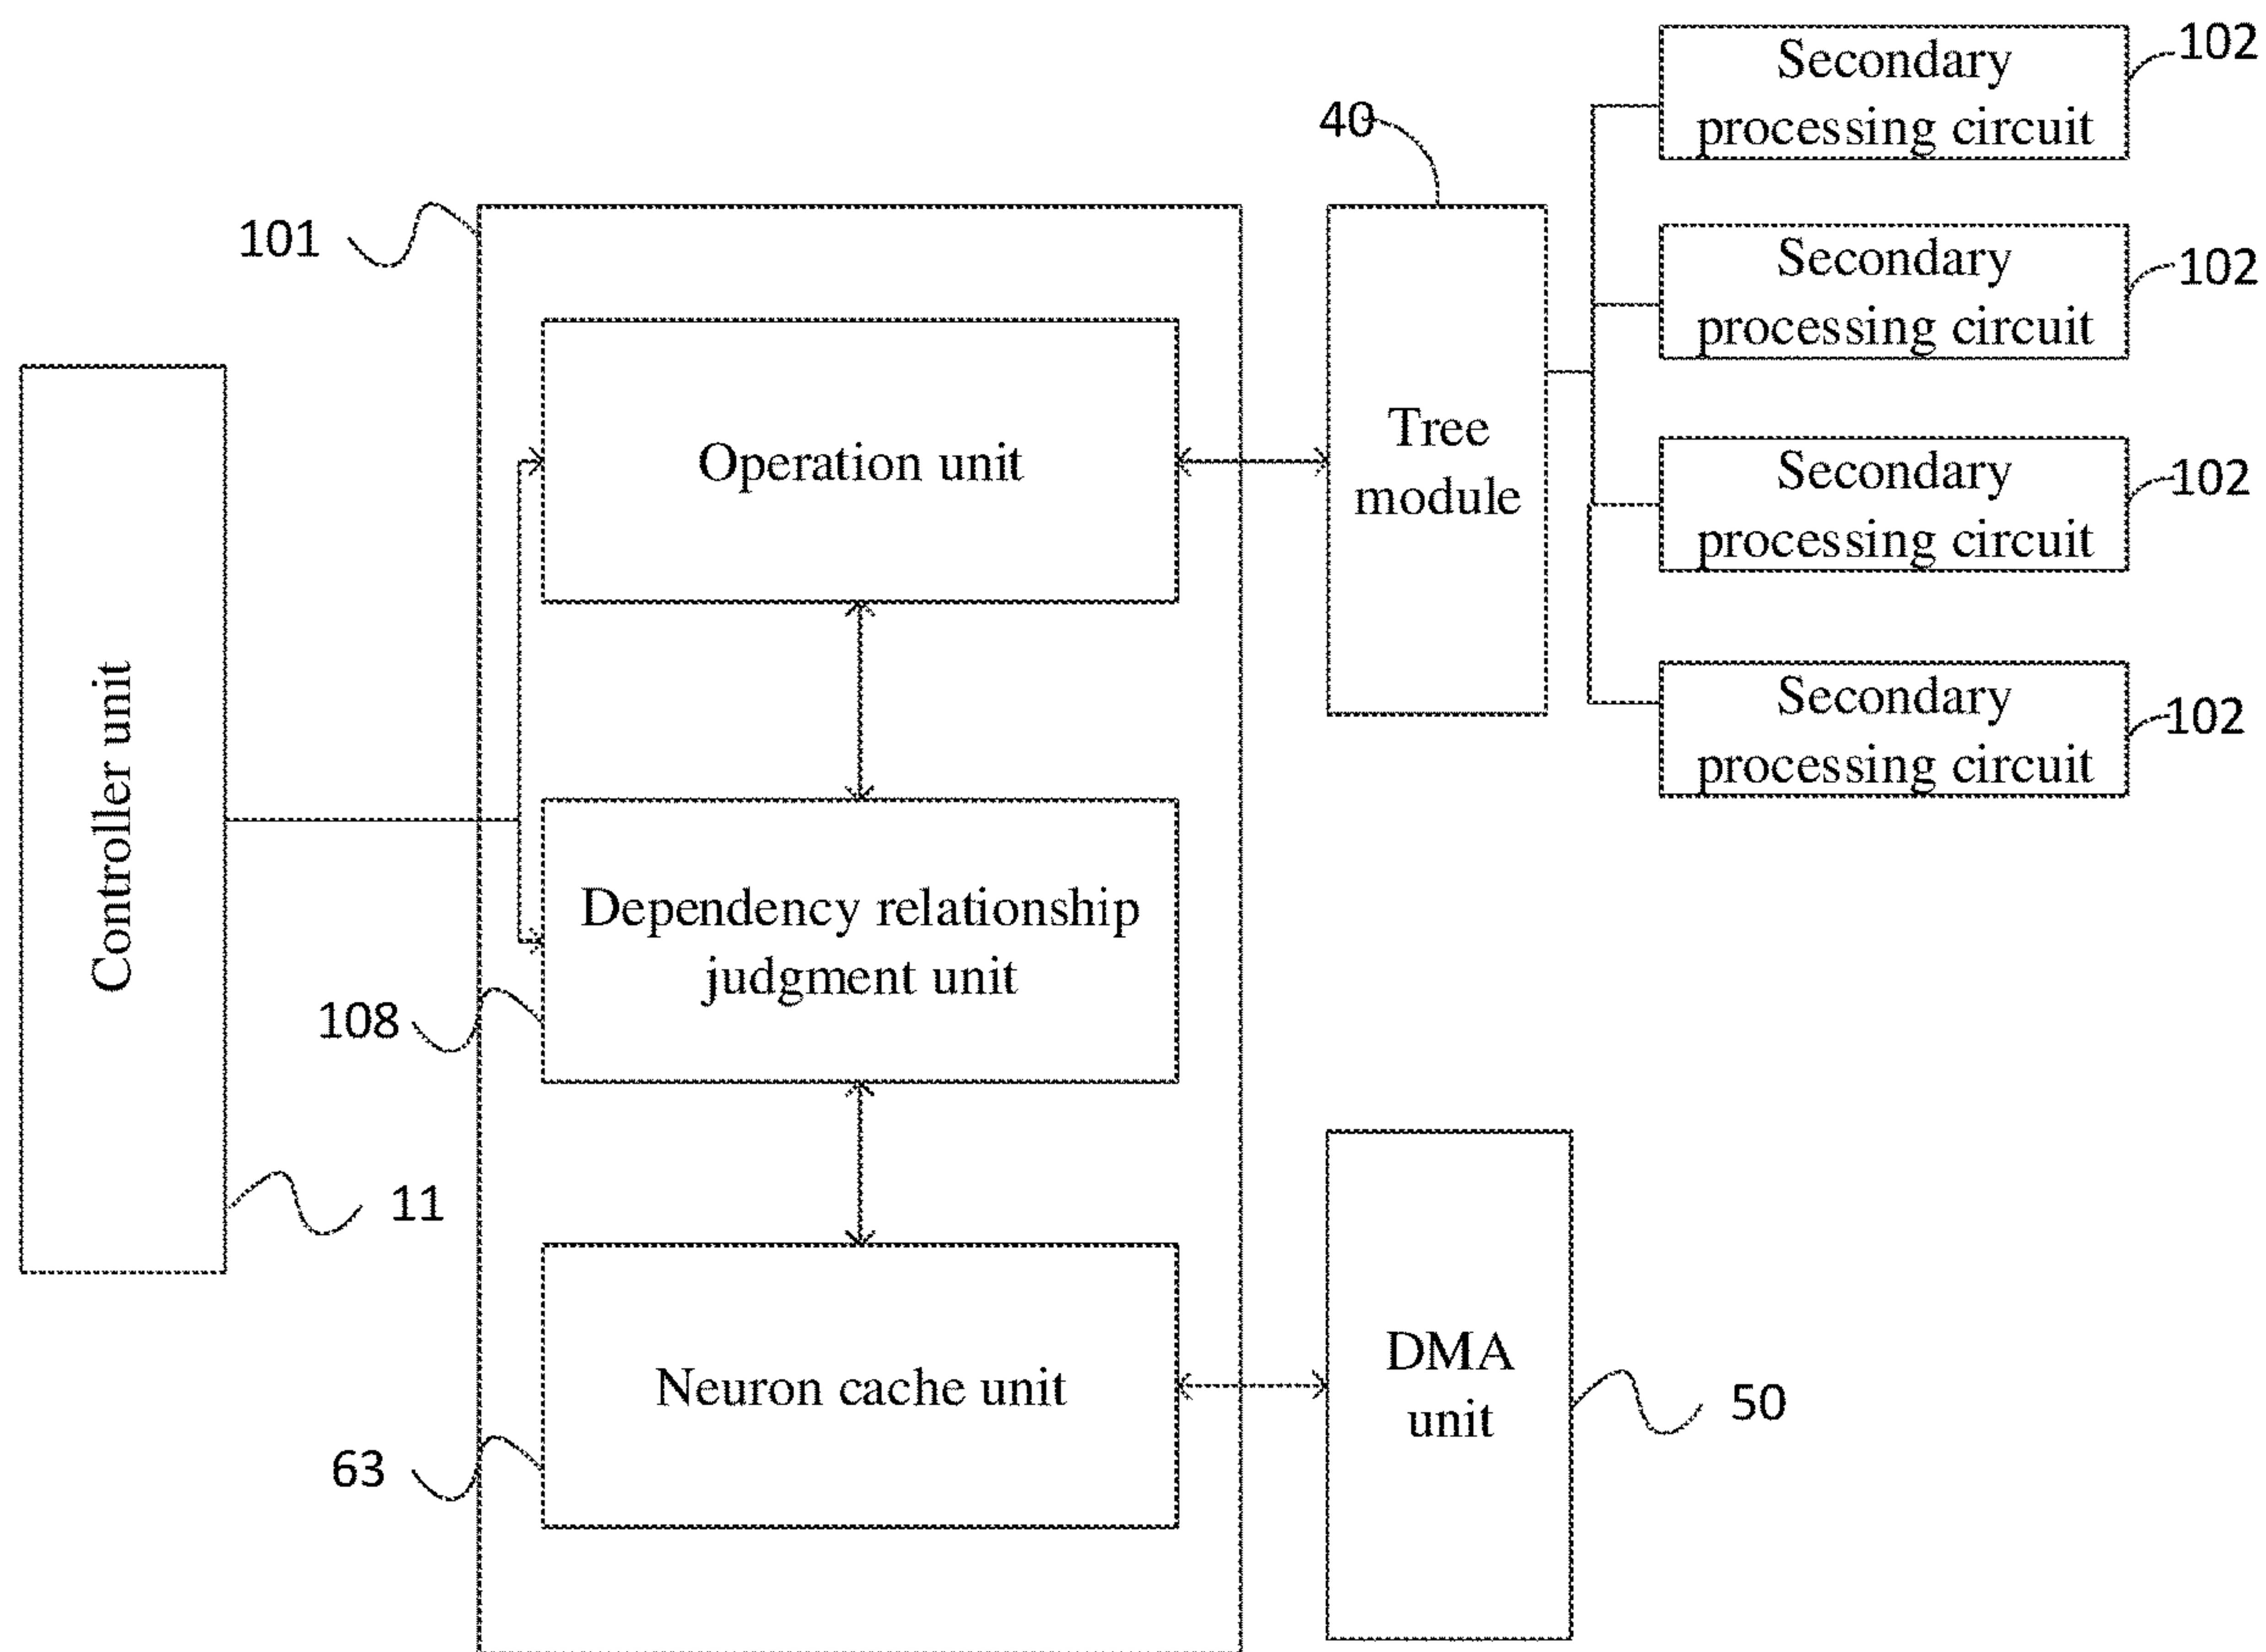 Secondary
processing circuit
102
40
Secondary
processing circuit
102
101
Operation unit
Tree
module
Secondary
processing circuit
102
Secondary
processing circuit
102
Controller unit
Dependency relationship
judgment unit
108
11
Neuron cache unit
DMA
unit
50
63